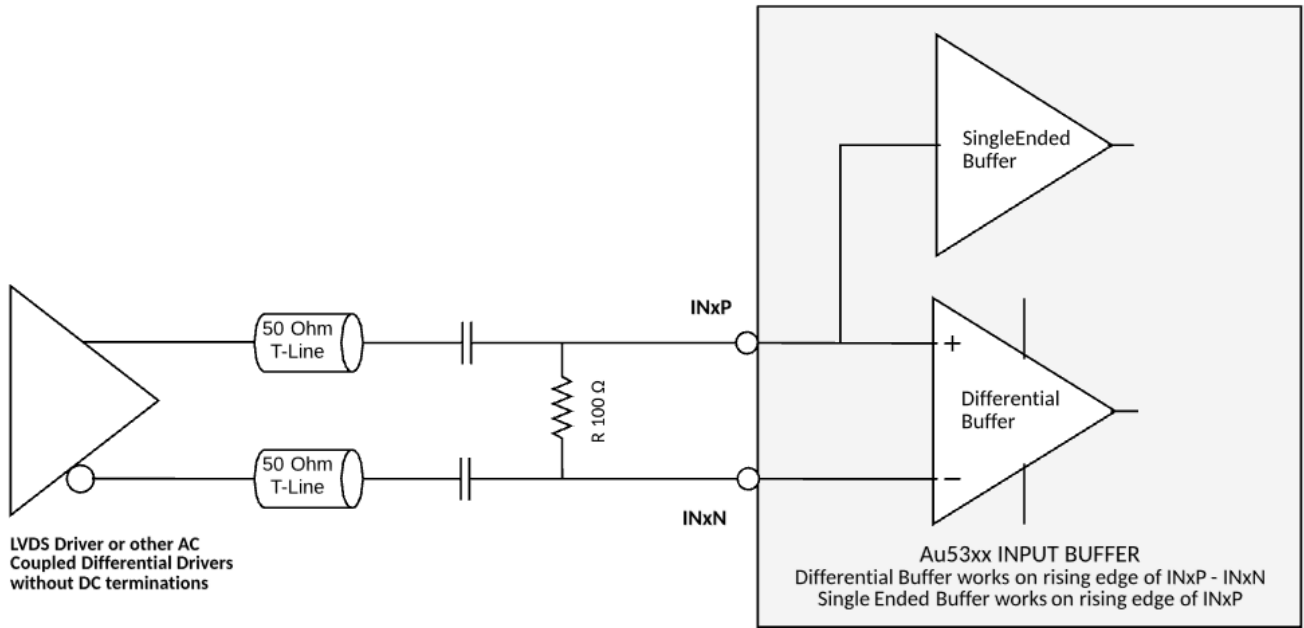 SingleEnded
Buffer
INxP
50 Ohm
T-Line
+
R 100 Ω
Differential
Buffer
50 Ohm
T-Line
−
INxN
LVDS Driver or other AC
Coupled Differential Drivers
without DC terminations
Au53xx INPUT BUFFER
Differential Buffer works on rising edge of INxP - INxN
Single Ended Buffer works on rising edge of INxP